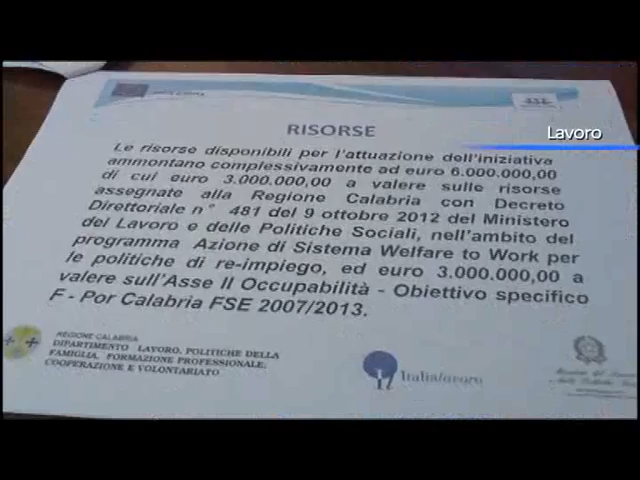 Lavoro
RISORSE
Le risorse disponibili per l'attuazione dell'iniziativa
ammontano complessivamente ad euro 6.000.000,00
di cui euro 3.000.000,00 a valere sulle risorse
assegnate alla Regione Calabria con Decreto
Direttoriale n° 481 del 9 ottobre 2012 del Ministero
del Lavoro e delle Politiche Sociali, nell'ambito del
programma Azione di Sistema Welfare to Work per
le politiche di re-impiego, ed euro 3.000.000,00 a
valere sull'Asse II Occupabilità - Obiettivo specifico
F - Por Calabria FSE 2007/2013.
REGIONE CALABRIA
DIPARTIMENTO LAVORO, POLITICHE DELLA
FAMIGLIA, FORMAZIONE PROFESSIONALE,
COOPERAZIONE E VOLONTARIATO
Italialavoro